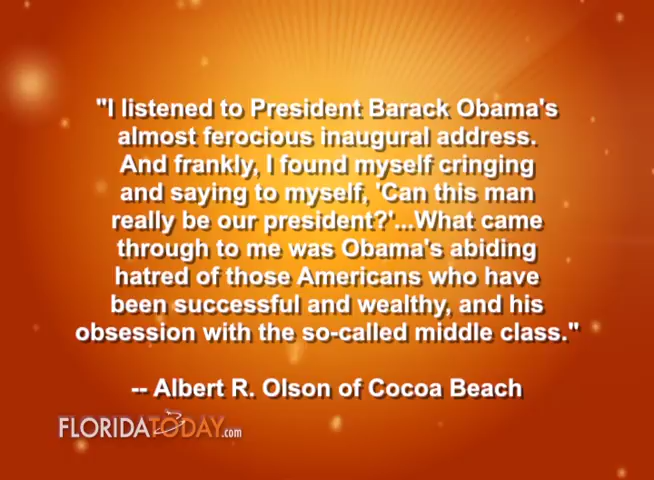 "I listened to President Barack Obama's
almost ferocious inaugural address.
And frankly, I found myself cringing
and saying to myself, 'Can this man
really be our president?'...What came
through to me was Obama's abiding
hatred of those Americans who have
been successful and wealthy, and his
obsession with the so-called middle class."
-- Albert R. Olson of Cocoa Beach
FLORIDATODAY.com